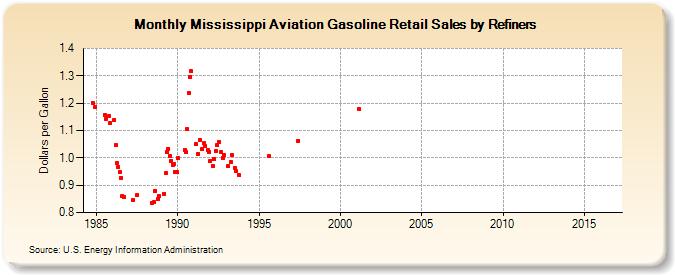 Monthly Mississippi Aviation Gasoline Retail Sales by Refiners
Dollars per Gallon
1.4
1.3
1.2
1.1
1.0
0.9
0.8
1985 1990 1995 2000 2005 2010 2015
Source: U.S. Energy Information Administration